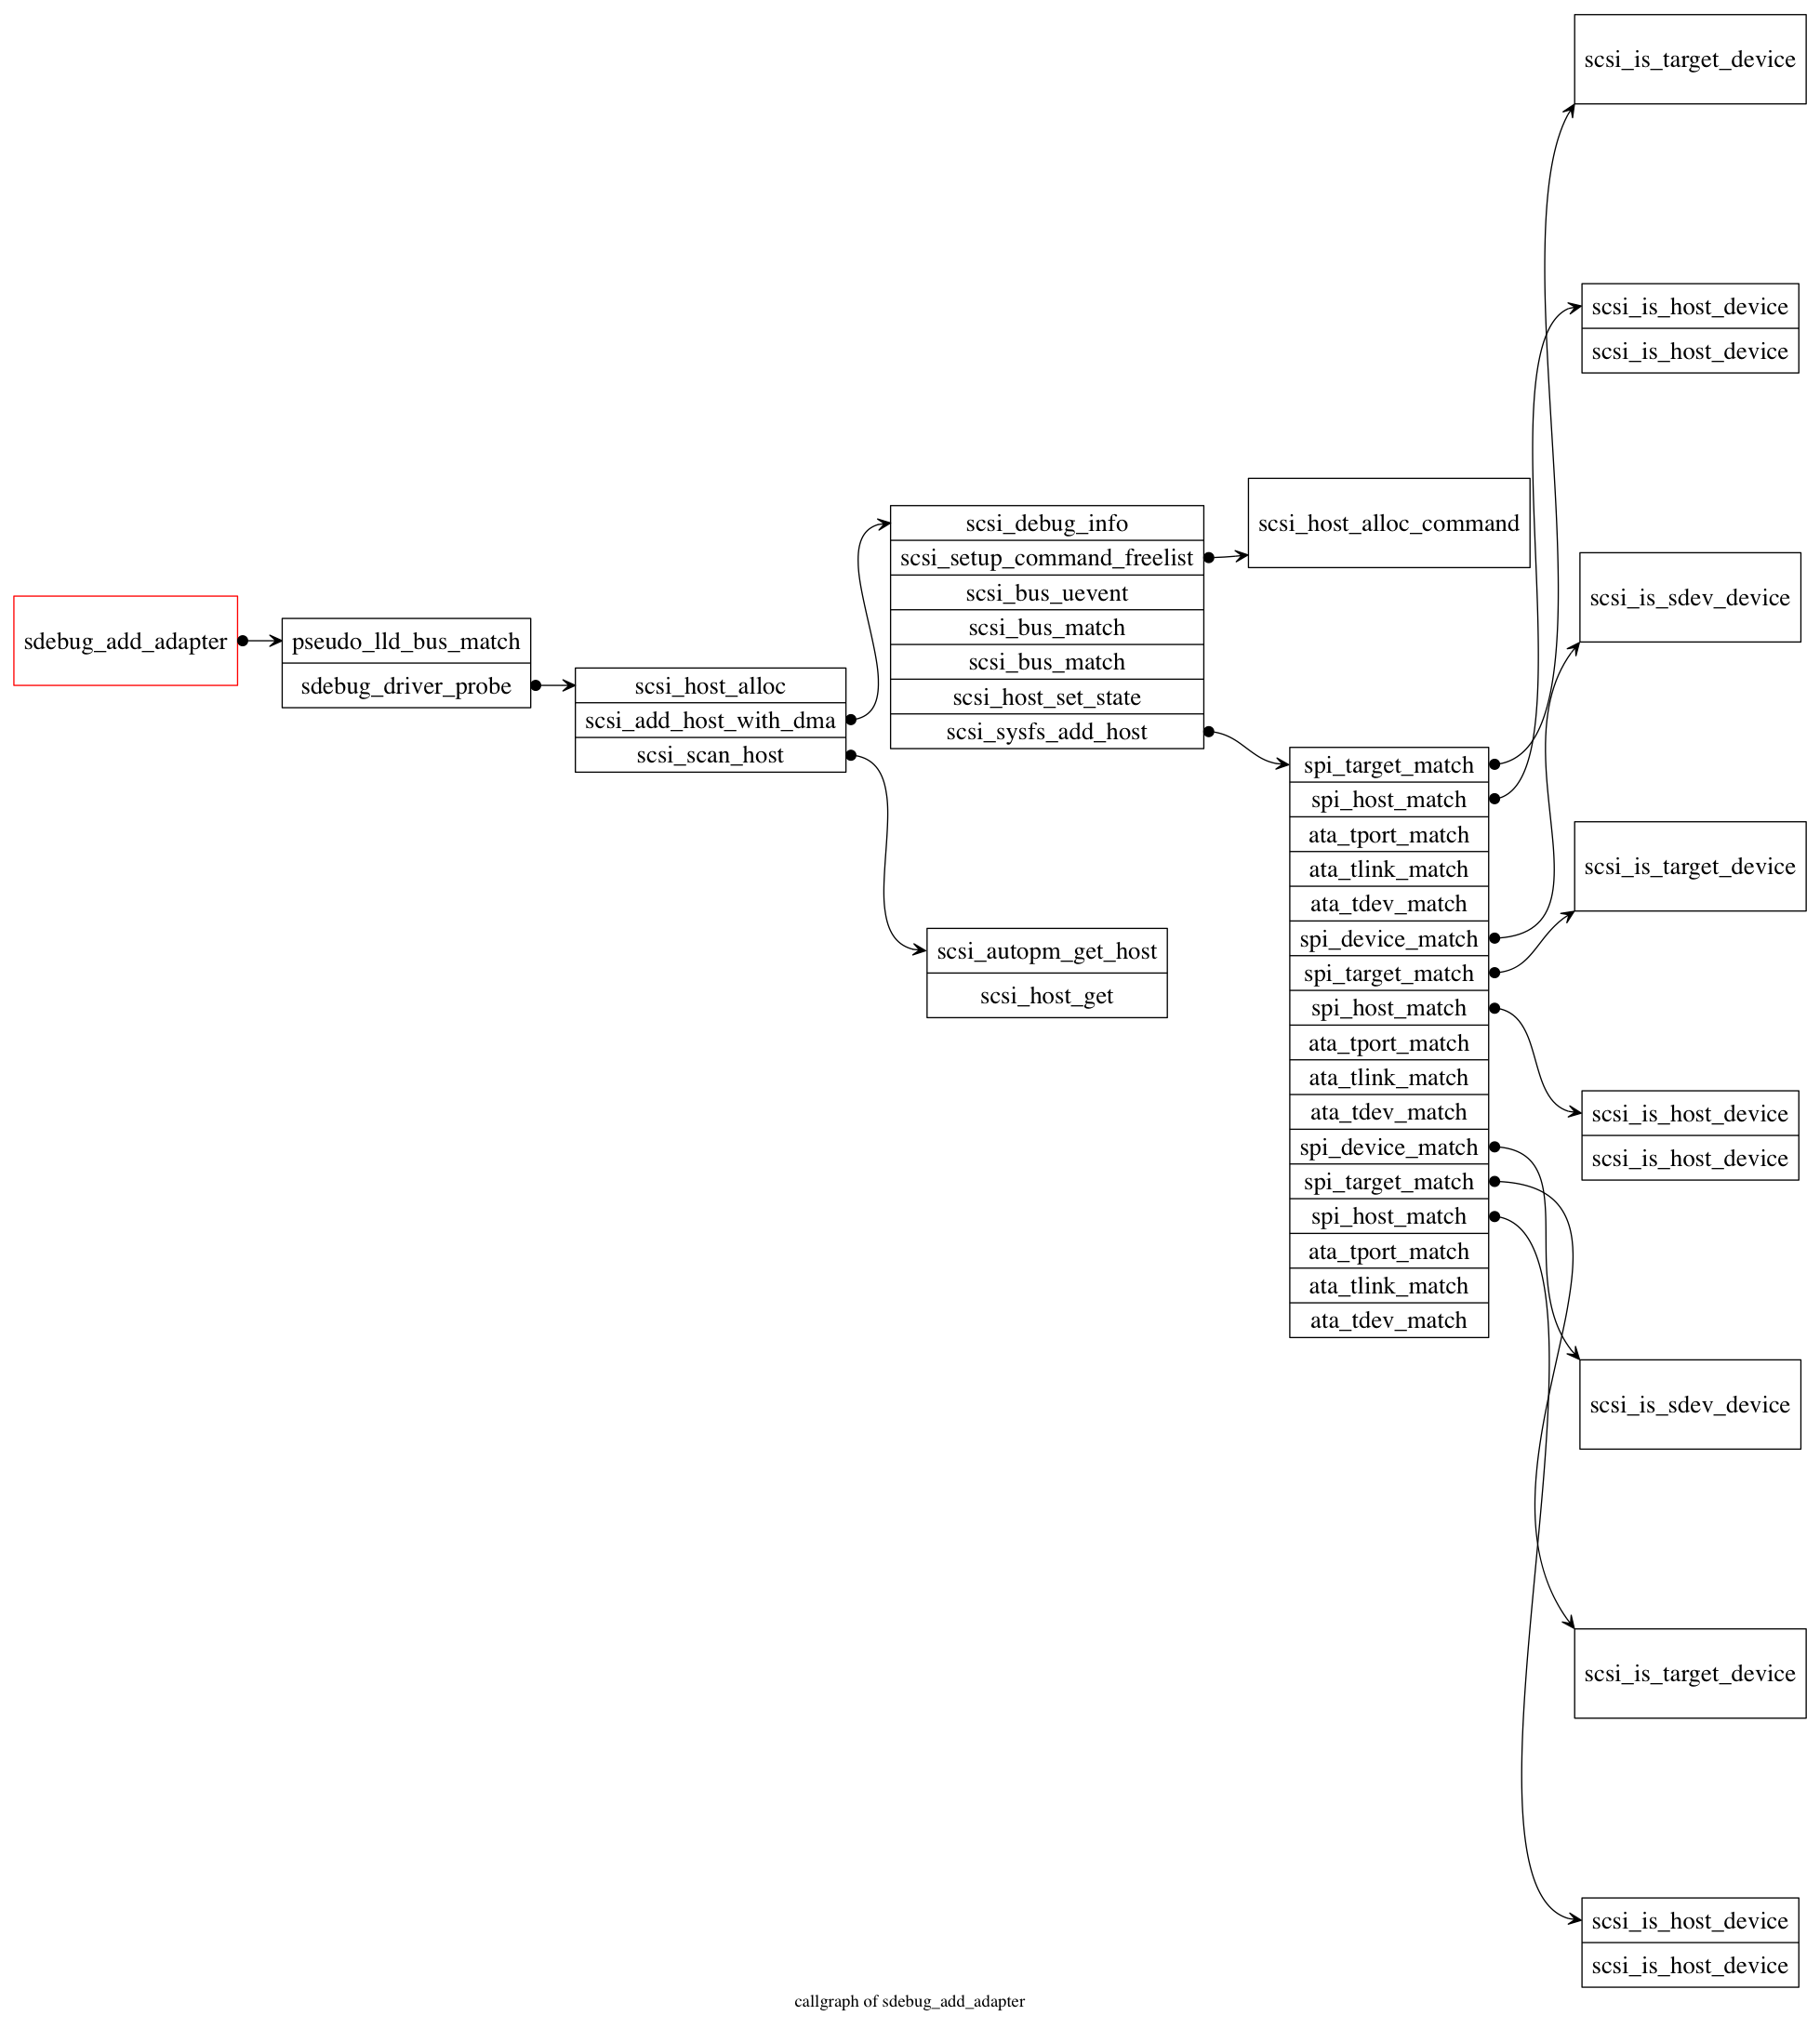 sdebug_add_adapter
pseudo_lld_bus_match
sdebug_driver_probe
scsi_host_alloc
scsi_add_host_with_dma
scsi_scan_host
scsi_debug_info
scsi_setup_command_freelist
scsi_bus_uevent
scsi_bus_match
scsi_bus_match
scsi_host_set_state
scsi_sysfs_add_host
scsi_autopm_get_host
scsi_host_get
scsi_host_alloc_command
spi_target_match
spi_host_match
ata_tport_match
ata_tlink_match
ata_tdev_match
spi_device_match
spi_target_match
spi_host_match
ata_tport_match
ata_tlink_match
ata_tdev_match
spi_device_match
spi_target_match
spi_host_match
ata_tport_match
ata_tlink_match
ata_tdev_match
scsi_is_target_device
scsi_is_host_device
scsi_is_host_device
scsi_is_sdev_device
scsi_is_target_device
scsi_is_host_device
scsi_is_host_device
scsi_is_sdev_device
scsi_is_target_device
scsi_is_host_device
scsi_is_host_device
callgraph of sdebug_add_adapter